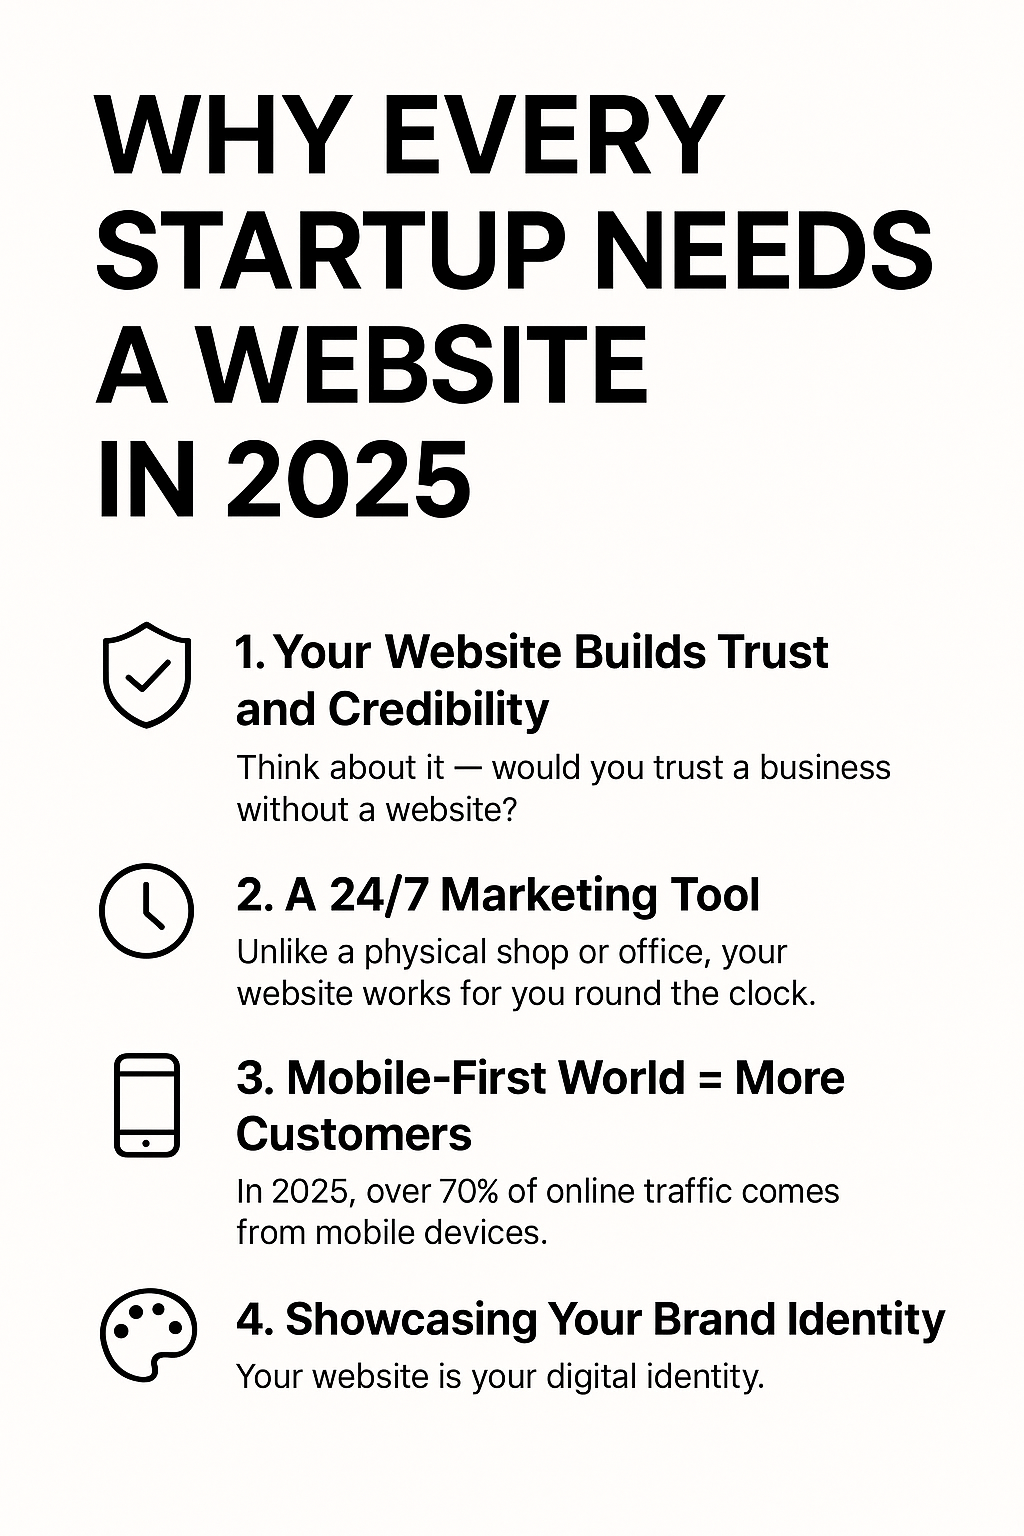 WHY EVERY
STARTUP NEEDS
A WEBSITE
IN 2025
1. Your Website Builds Trust
and Credibility
Think about it — would you trust a business
without a website?
2. A 24/7 Marketing Tool
Unlike a physical shop or office, your
website works for you round the clock.
3. Mobile-First World = More
Customers
In 2025, over 70% of online traffic comes
from mobile devices.
4. Showcasing Your Brand Identity
Your website is your digital identity.